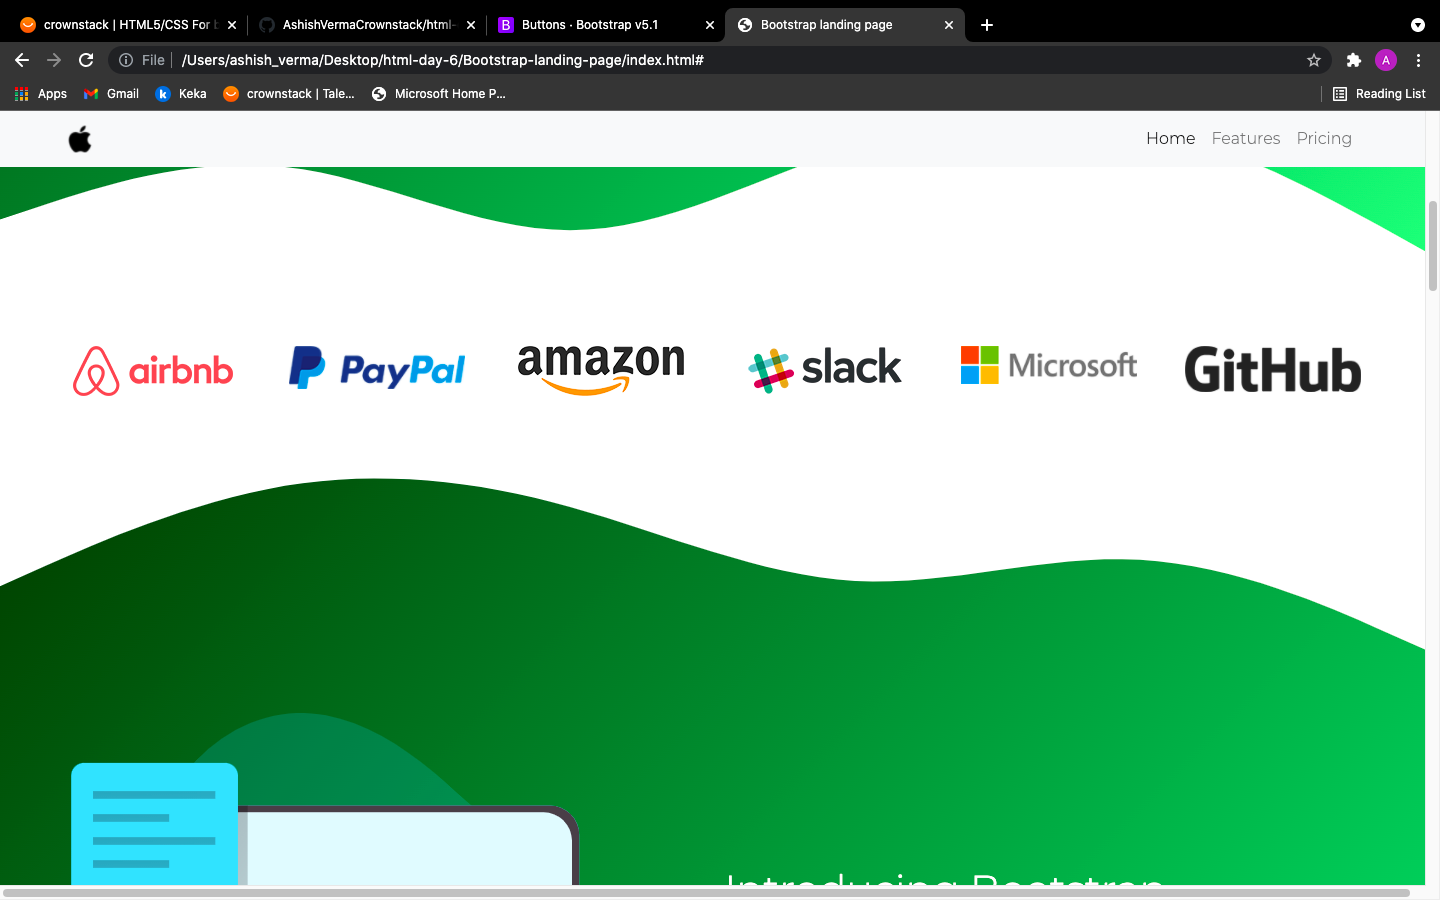 crownstack | HTML5/CSS For b
AshishVermaCrownstack/html-
B Buttons · Bootstrap v5.1
Bootstrap landing page
File /Users/ashish_verma/Desktop/html-day-6/Bootstrap-landing-page/index.html#
A
Apps Gmail k Keka crownstack | Tale... Microsoft Home P... Reading List
Home Features Pricing
airbnb PayPal amazon slack Microsoft GitHub
Introducing Bootstrap